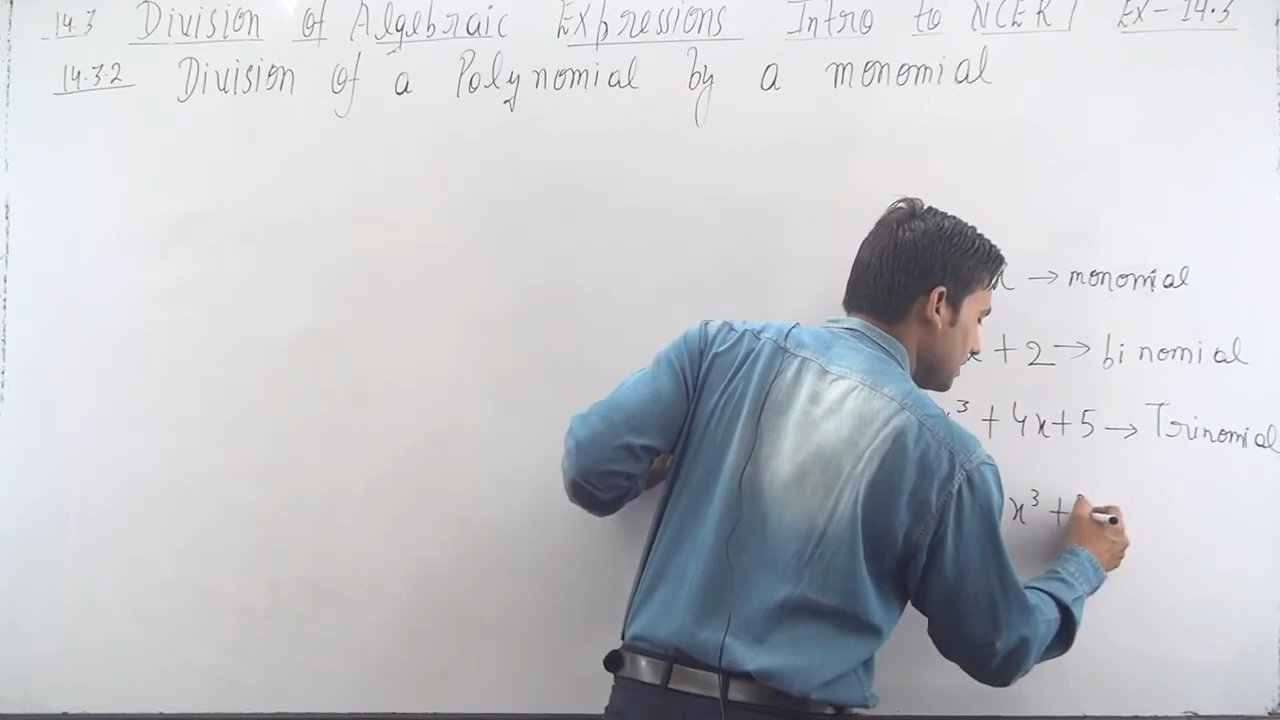 14.3 Division of Algebraic Expressions Intro to NCERT EX-14.3
14.3.2 Division of a Polynomial by a monomial
x → monomial
x + 2 → binomial
x³ + 4x + 5 → Trinomial
x³ +